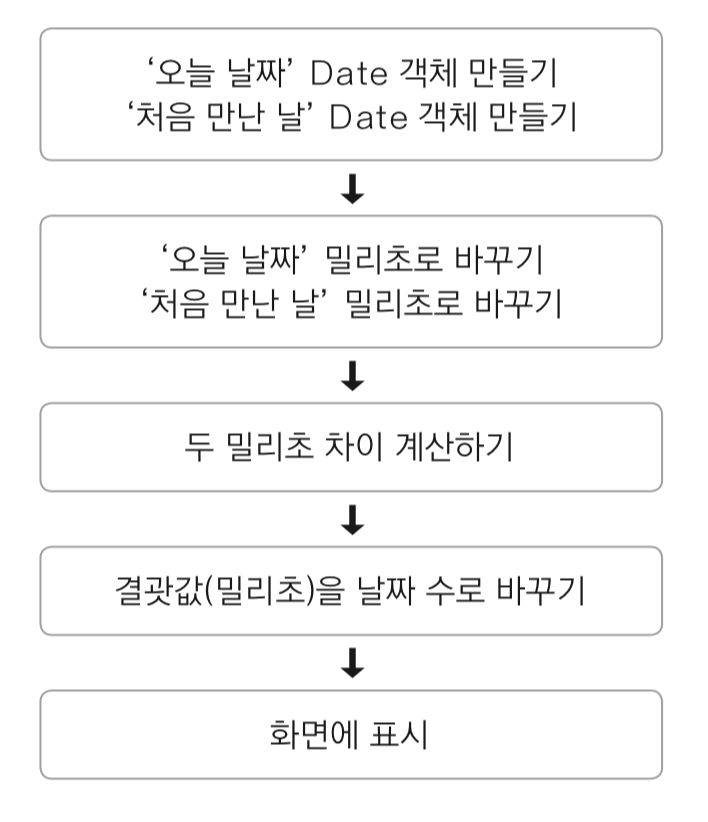 ‘오늘 날짜’ Date 객체 만들기
‘처음 만난 날’ Date 객체 만들기
‘오늘 날짜’ 밀리초로 바꾸기
‘처음 만난 날’ 밀리초로 바꾸기
두 밀리초 차이 계산하기
결괏값(밀리초)을 날짜 수로 바꾸기
화면에 표시